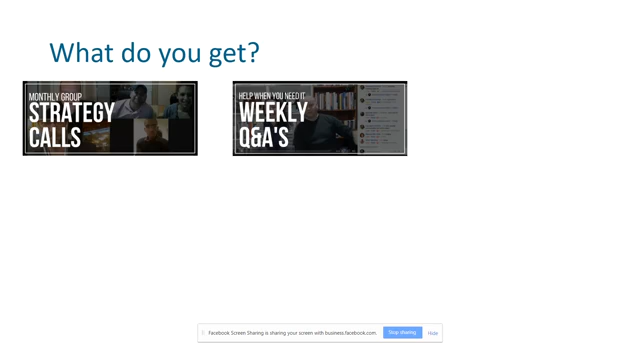 What do you get?
MONTHLY GROUP
STRATEGY
CALLS
HELP WHEN YOU NEED IT
WEEKLY
Q&A'S
Facebook Screen Sharing is sharing your screen with business.facebook.com.
Stop sharing
Hide